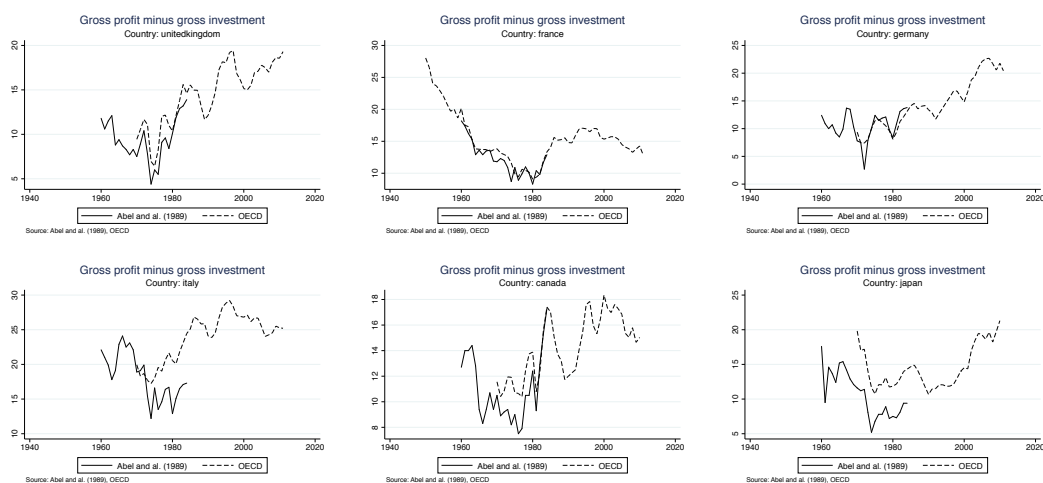 Gross profit minus gross investment
Country: unitedkingdom
20
15
10
5
1940 1960 1980 2000 2020
Abel and al. (1989) OECD
Source: Abel and al. (1989), OECD
Gross profit minus gross investment
Country: france
30
25
20
15
10
1940 1960 1980 2000 2020
Abel and al. (1989) OECD
Source: Abel and al. (1989), OECD
Gross profit minus gross investment
Country: germany
25
20
15
10
5
0
1940 1960 1980 2000 2020
Abel and al. (1989) OECD
Source: Abel and al. (1989), OECD
Gross profit minus gross investment
Country: italy
30
25
20
15
10
1940 1960 1980 2000 2020
Abel and al. (1989) OECD
Source: Abel and al. (1989), OECD
Gross profit minus gross investment
Country: canada
18
16
14
12
10
8
1940 1960 1980 2000 2020
Abel and al. (1989) OECD
Source: Abel and al. (1989), OECD
Gross profit minus gross investment
Country: japan
25
20
15
10
5
1940 1960 1980 2000 2020
Abel and al. (1989) OECD
Source: Abel and al. (1989), OECD